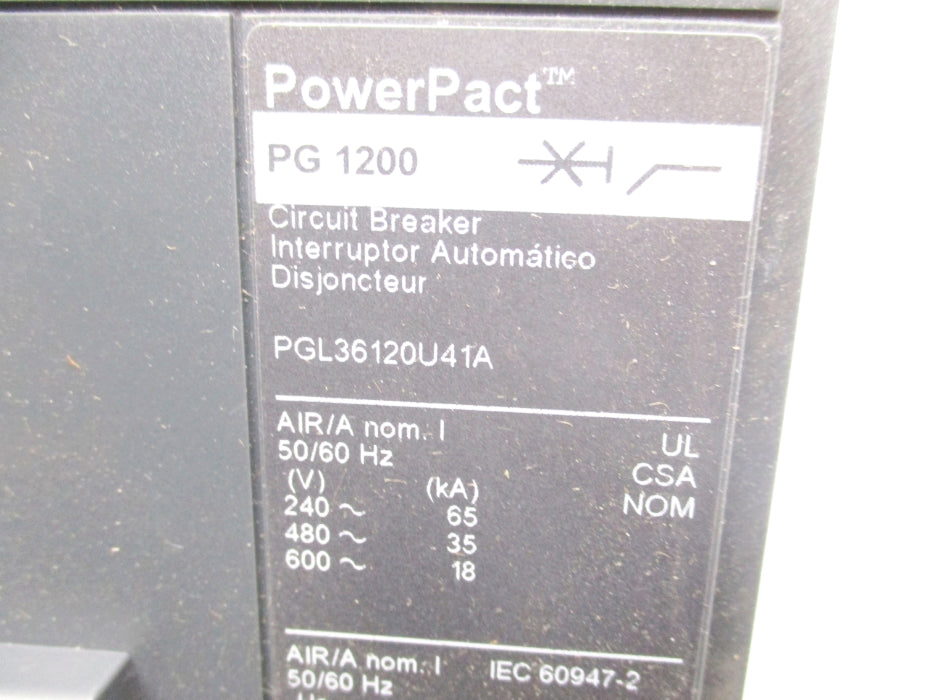 PowerPact™
PG 1200
Circuit Breaker
Interruptor Automático
Disjoncteur
PGL36120U41A
AIR/A nom. I
50/60 Hz
UL
CSA
NOM
(V) (kA)
240 ~ 65
480 ~ 35
600 ~ 18
AIR/A nom. I IEC 60947-2
50/60 Hz